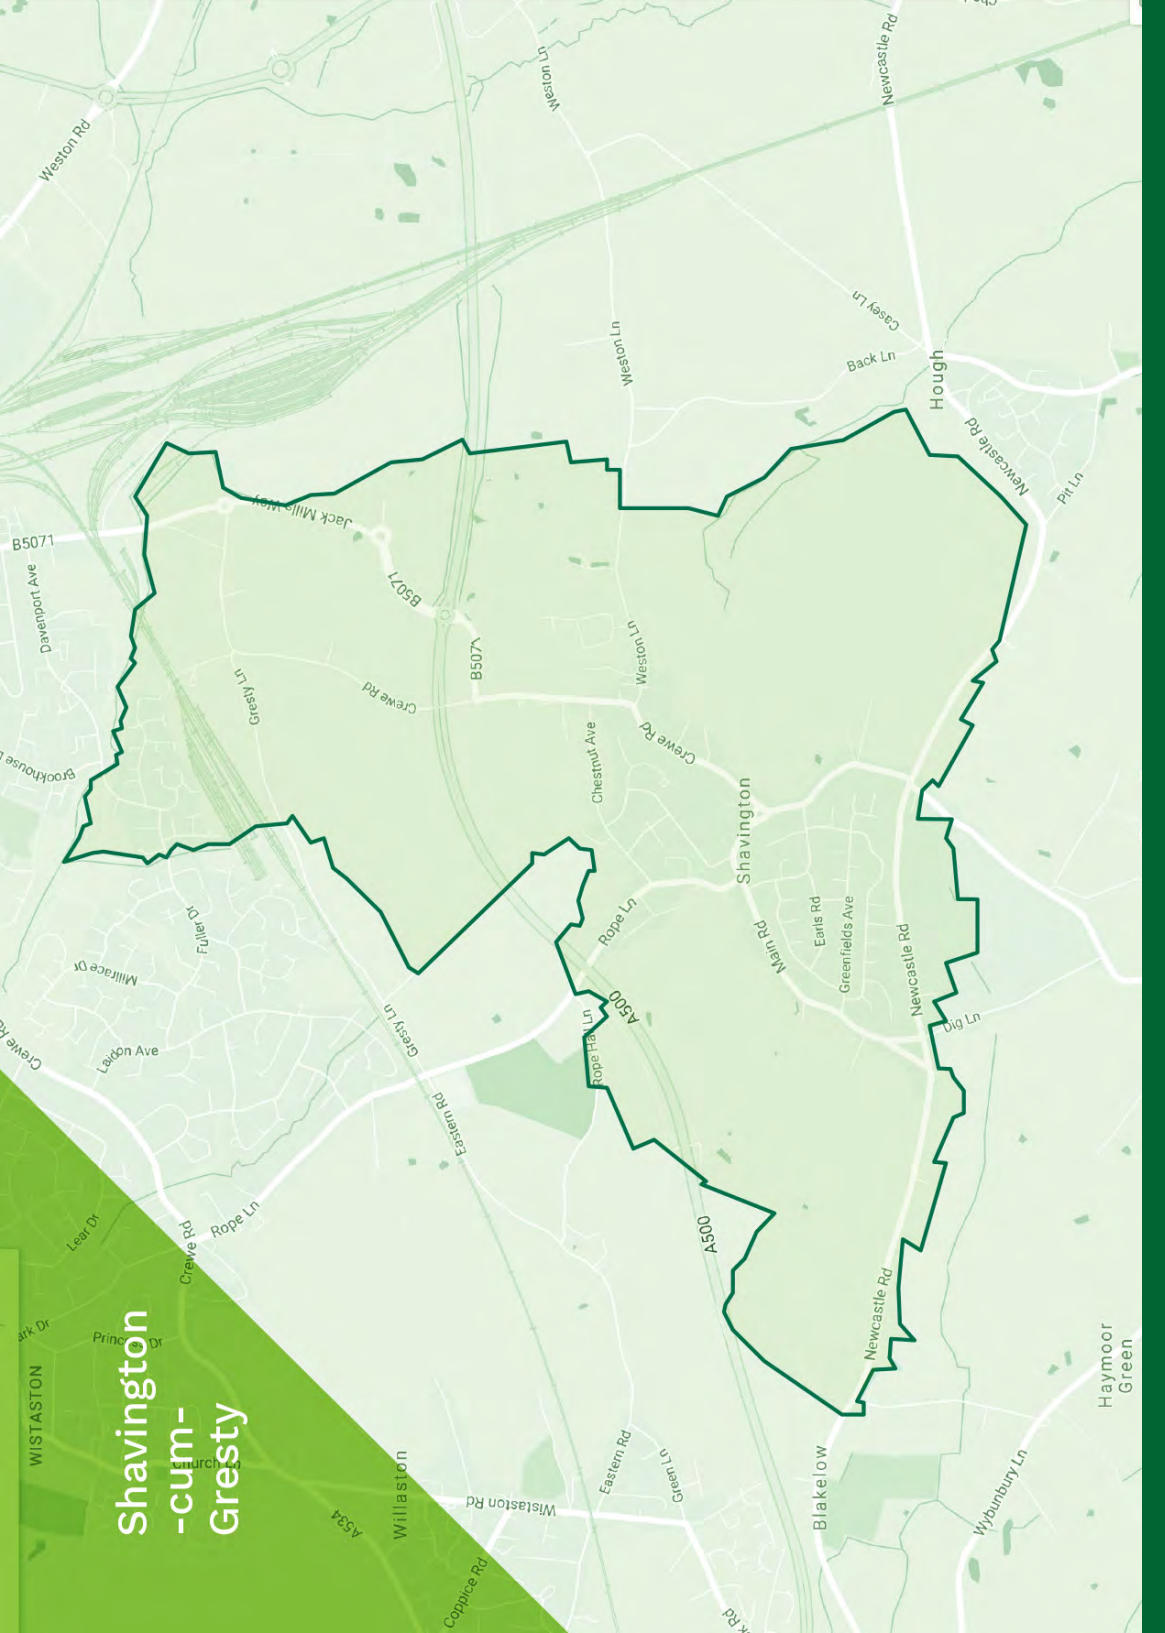 Shavington
-cum-
Gresty
WISTASTON
Princess Dr
Church Ln
Lear Dr
Crewe Rd
Rope Ln
A534
Willaston
Coppice Rd
Wistaston Rd
Eastern Rd
Green Ln
Blakelow
Wybunbury Ln
Haymoor
Green
Newcastle Rd
A500
Eastern Rd
Gresty Ln
Laidon Ave
Millrace Dr
Fuller Dr
Rope Hall Ln
A500
Rope Ln
Main Rd
Earls Rd
Greenfields Ave
Newcastle Rd
Dig Ln
Shavington
Chestnut Ave
Crewe Rd
Weston Ln
B5071
Crewe Rd
Gresty Ln
B5071
Jack Mills Way
B5071
Davenport Ave
Weston Rd
Weston Ln
Weston Ln
Newcastle Rd
Casey Ln
Back Ln
Hough
Newcastle Rd
Pit Ln